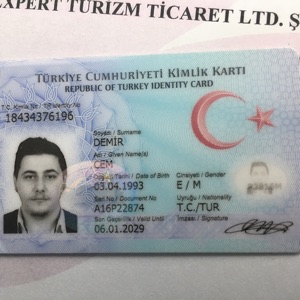 EXPERT TURİZM TİCARET LTD. Ş
TÜRKİYE CUMHURİYETİ KİMLİK KARTI
REPUBLIC OF TURKEY IDENTITY CARD
T.C. Kimlik No / TR Identity No
18434376196
Soyadı / Surname
DEMİR
Adı / Given Name(s)
CEM
Doğum Tarihi / Date of Birth Cinsiyeti / Gender
03.04.1993 E / M
Seri No / Document No Uyruğu / Nationality
A16P22874 T.C./TUR
Son Geçerlilik / Valid Until İmzası / Signature
06.01.2029